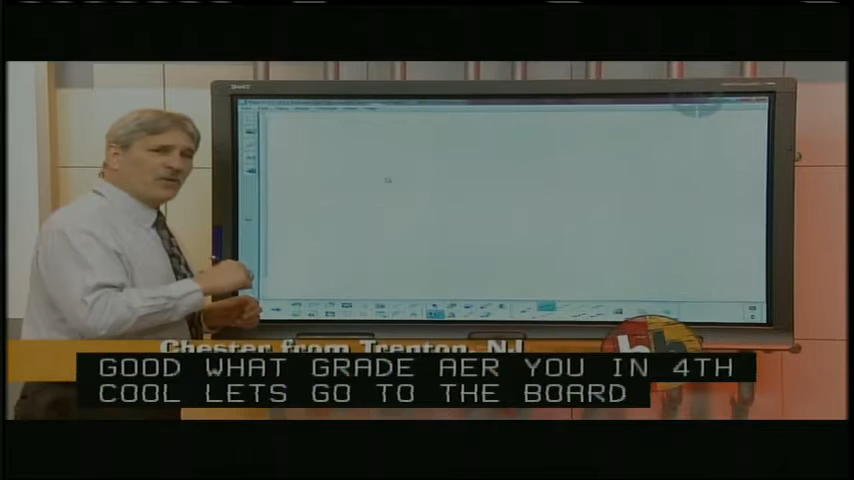 Chester from Trenton, NJ
GOOD WHAT GRADE AER YOU IN 4TH
COOL LETS GO TO THE BOARD